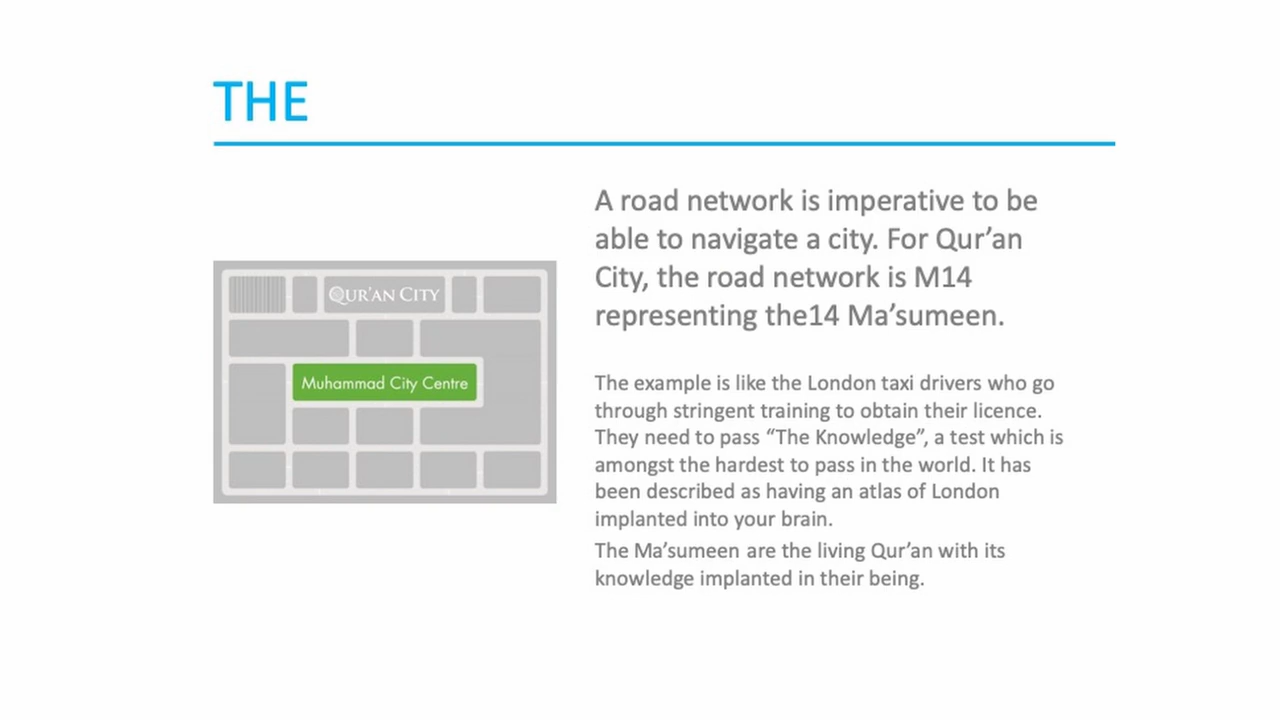 THE
A road network is imperative to be
able to navigate a city. For Qur’an
City, the road network is M14
representing the14 Ma’sumeen.
QUR’AN CITY
Muhammad City Centre
The example is like the London taxi drivers who go
through stringent training to obtain their licence.
They need to pass “The Knowledge”, a test which is
amongst the hardest to pass in the world. It has
been described as having an atlas of London
implanted into your brain.
The Ma’sumeen are the living Qur’an with its
knowledge implanted in their being.